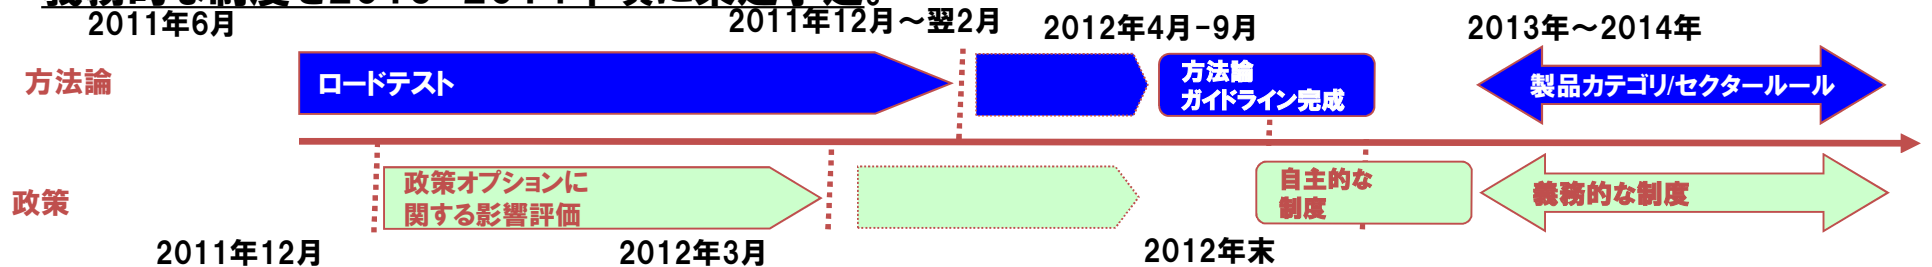 2011年6月
2011年12月～翌2月
2012年4月-9月
2013年～2014年
方法論
ロードテスト
方法論
ガイドライン完成
製品カテゴリ/セクタールール
政策
政策オプションに
関する影響評価
自主的な
制度
義務的な制度
2011年12月
2012年3月
2012年末